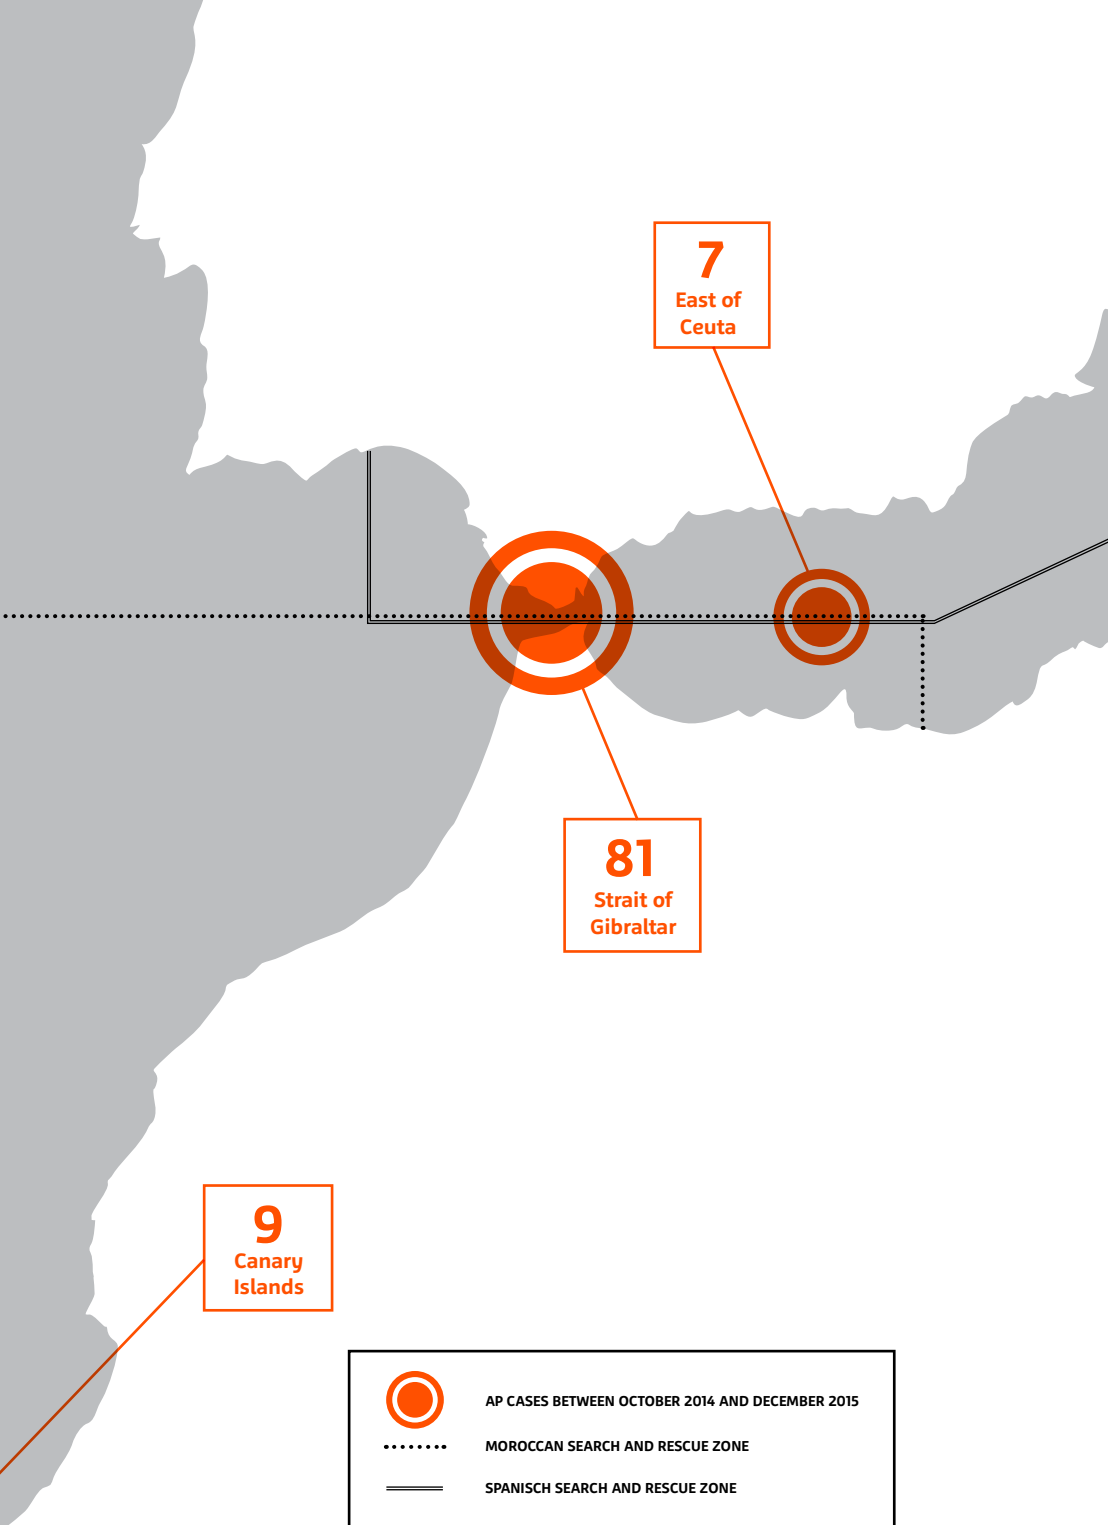 7
East of
Ceuta
81
Strait of
Gibraltar
9
Canary
Islands
AP CASES BETWEEN OCTOBER 2014 AND DECEMBER 2015
MOROCCAN SEARCH AND RESCUE ZONE
SPANISCH SEARCH AND RESCUE ZONE